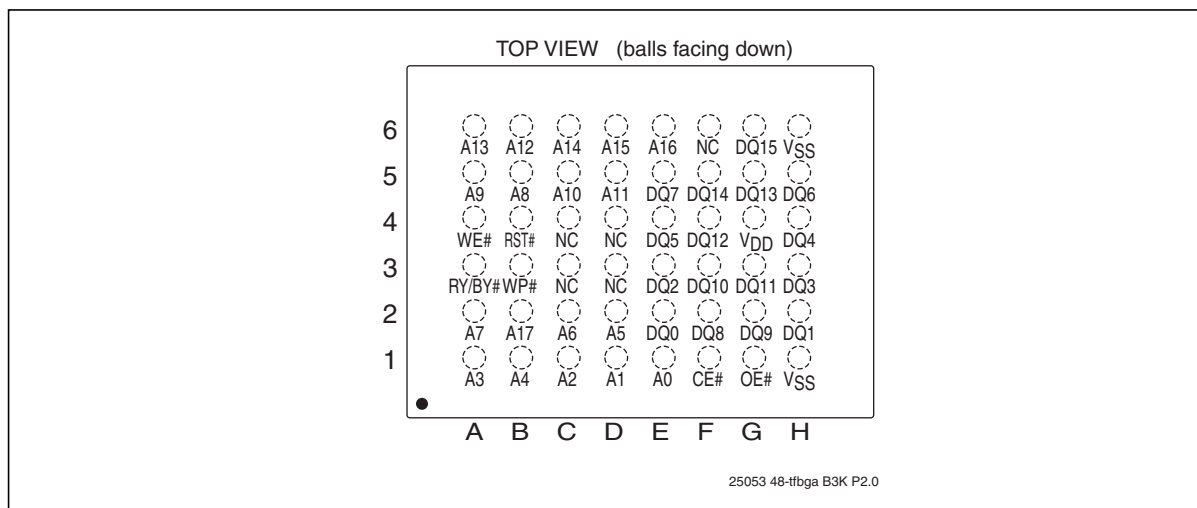 TOP VIEW (balls facing down)
6
A13 A12 A14 A15 A16 NC DQ15 VSS
5
A9 A8 A10 A11 DQ7 DQ14 DQ13 DQ6
4
WE# RST# NC NC DQ5 DQ12 VDD DQ4
3
RY/BY# WP# NC NC DQ2 DQ10 DQ11 DQ3
2
A7 A17 A6 A5 DQ0 DQ8 DQ9 DQ1
1
A3 A4 A2 A1 A0 CE# OE# VSS
A B C D E F G H
25053 48-tfbga B3K P2.0